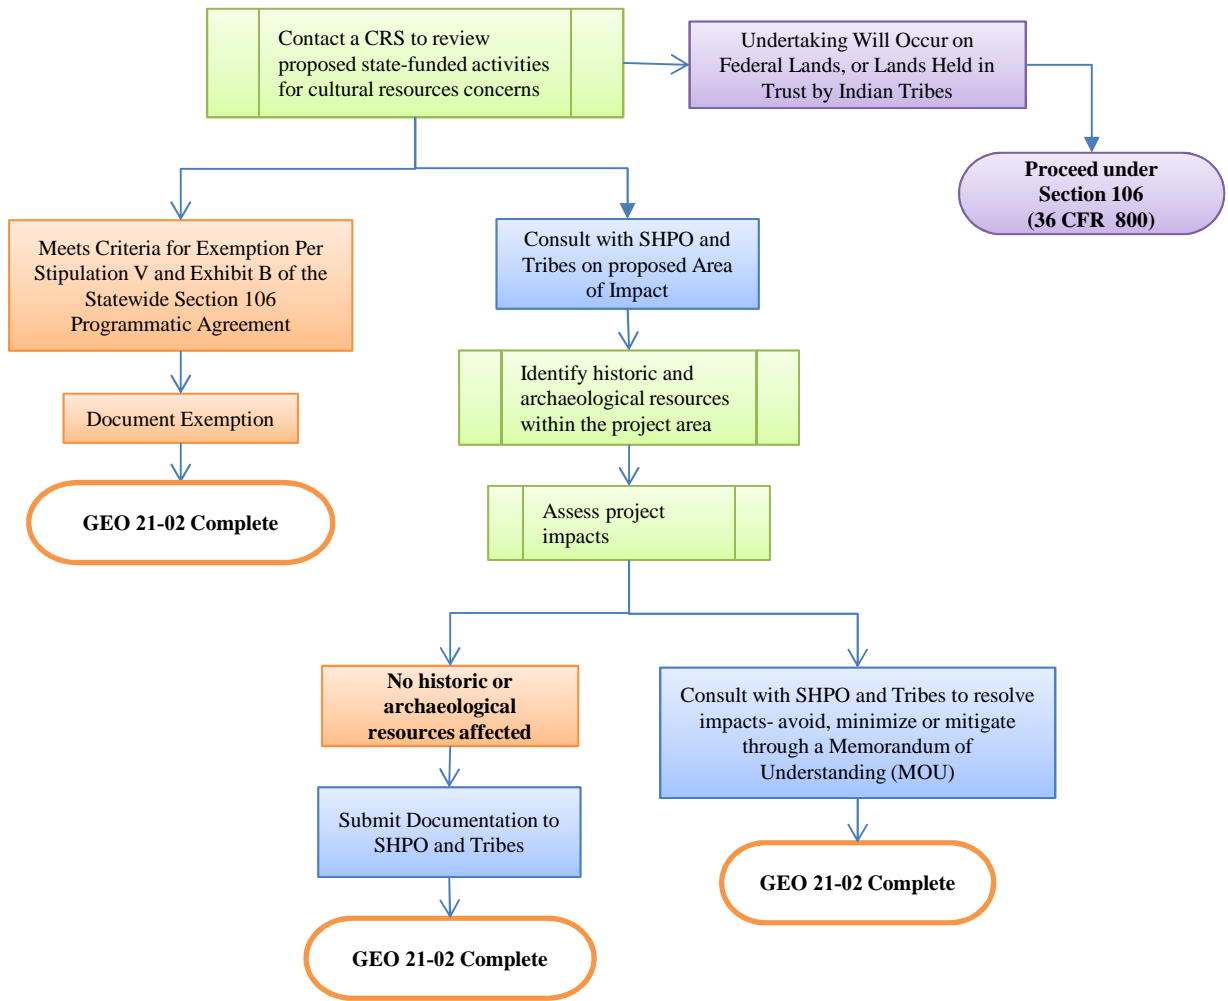 Contact a CRS to review
proposed state-funded activities
for cultural resources concerns
Undertaking Will Occur on
Federal Lands, or Lands Held in
Trust by Indian Tribes
Proceed under
Section 106
(36 CFR 800)
Meets Criteria for Exemption Per
Stipulation V and Exhibit B of the
Statewide Section 106
Programmatic Agreement
Document Exemption
GEO 21-02 Complete
Consult with SHPO and
Tribes on proposed Area
of Impact
Identify historic and
archaeological resources
within the project area
Assess project
impacts
No historic or
archaeological
resources affected
Submit Documentation to
SHPO and Tribes
GEO 21-02 Complete
Consult with SHPO and Tribes to resolve
impacts- avoid, minimize or mitigate
through a Memorandum of
Understanding (MOU)
GEO 21-02 Complete